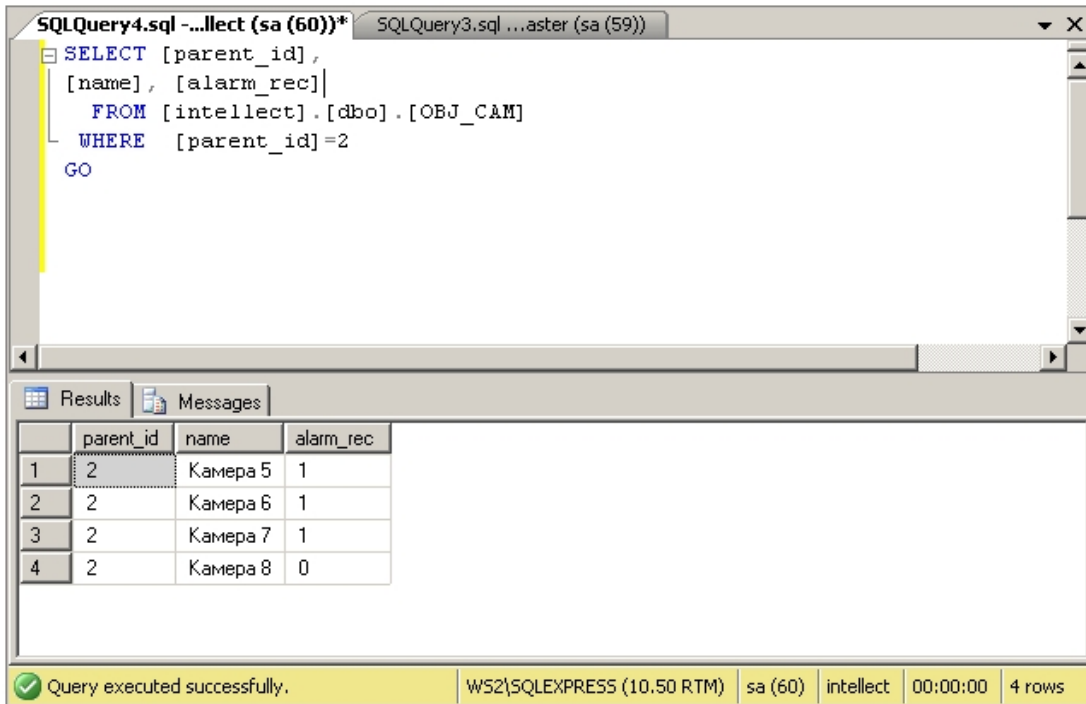 SQLQuery4.sql -...llect (sa (60))* SQLQuery3.sql ...aster (sa (59))
SELECT [parent_id],
[name], [alarm_rec]
FROM [intellect].[dbo].[OBJ_CAM]
WHERE [parent_id]=2
GO
Results Messages
parent_id name alarm_rec
1 2 Камера 5 1
2 2 Камера 6 1
3 2 Камера 7 1
4 2 Камера 8 0
Query executed successfully. WS2\SQLEXPRESS (10.50 RTM) sa (60) intellect 00:00:00 4 rows